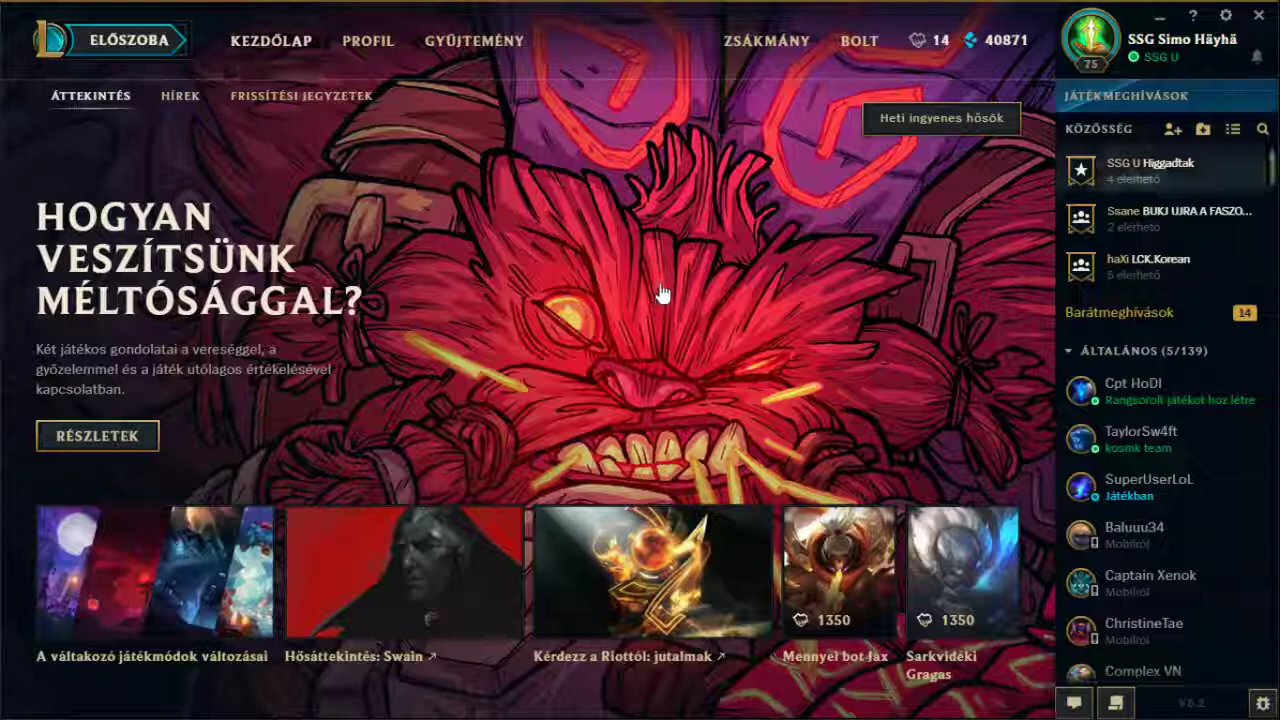 ELŐSZOBA
KEZDŐLAP
PROFIL
GYŰJTEMÉNY
ZSÁKMÁNY
BOLT
14
40871
75
SSG Simo Häyhä
SSG U
ÁTTEKINTÉS
HÍREK
FRISSÍTÉSI JEGYZETEK
Heti ingyenes hősök
HOGYAN
VESZÍTSÜNK
MÉLTÓSÁGGAL?
Két játékos gondolatai a vereséggel, a
győzelemmel és a játék utólagos értékelésével
kapcsolatban.
RÉSZLETEK
1350
1350
A váltakozó játékmódok változásai
Hősáttekintés: Swain
Kérdezz a Riottól: jutalmak
Mennyei bot Jax
Sarkvidéki
Gragas
JÁTÉKMEGHÍVÁSOK
KÖZÖSSÉG
SSG U Higgadtak
4 elérhető
Ssane BUKJ UJRA A FASZO...
2 elérhető
haXi LCK.Korean
5 elérhető
Barátmeghívások
14
ÁLTALÁNOS (5/139)
Cpt HoDl
Rangsorolt játékot hoz létre
TaylorSw4ft
kosmk team
SuperUserLoL
Játékban
Baluuu34
Mobilról
Captain Xenok
Mobilról
ChristineTae
Mobilról
Complex VN
V8.2